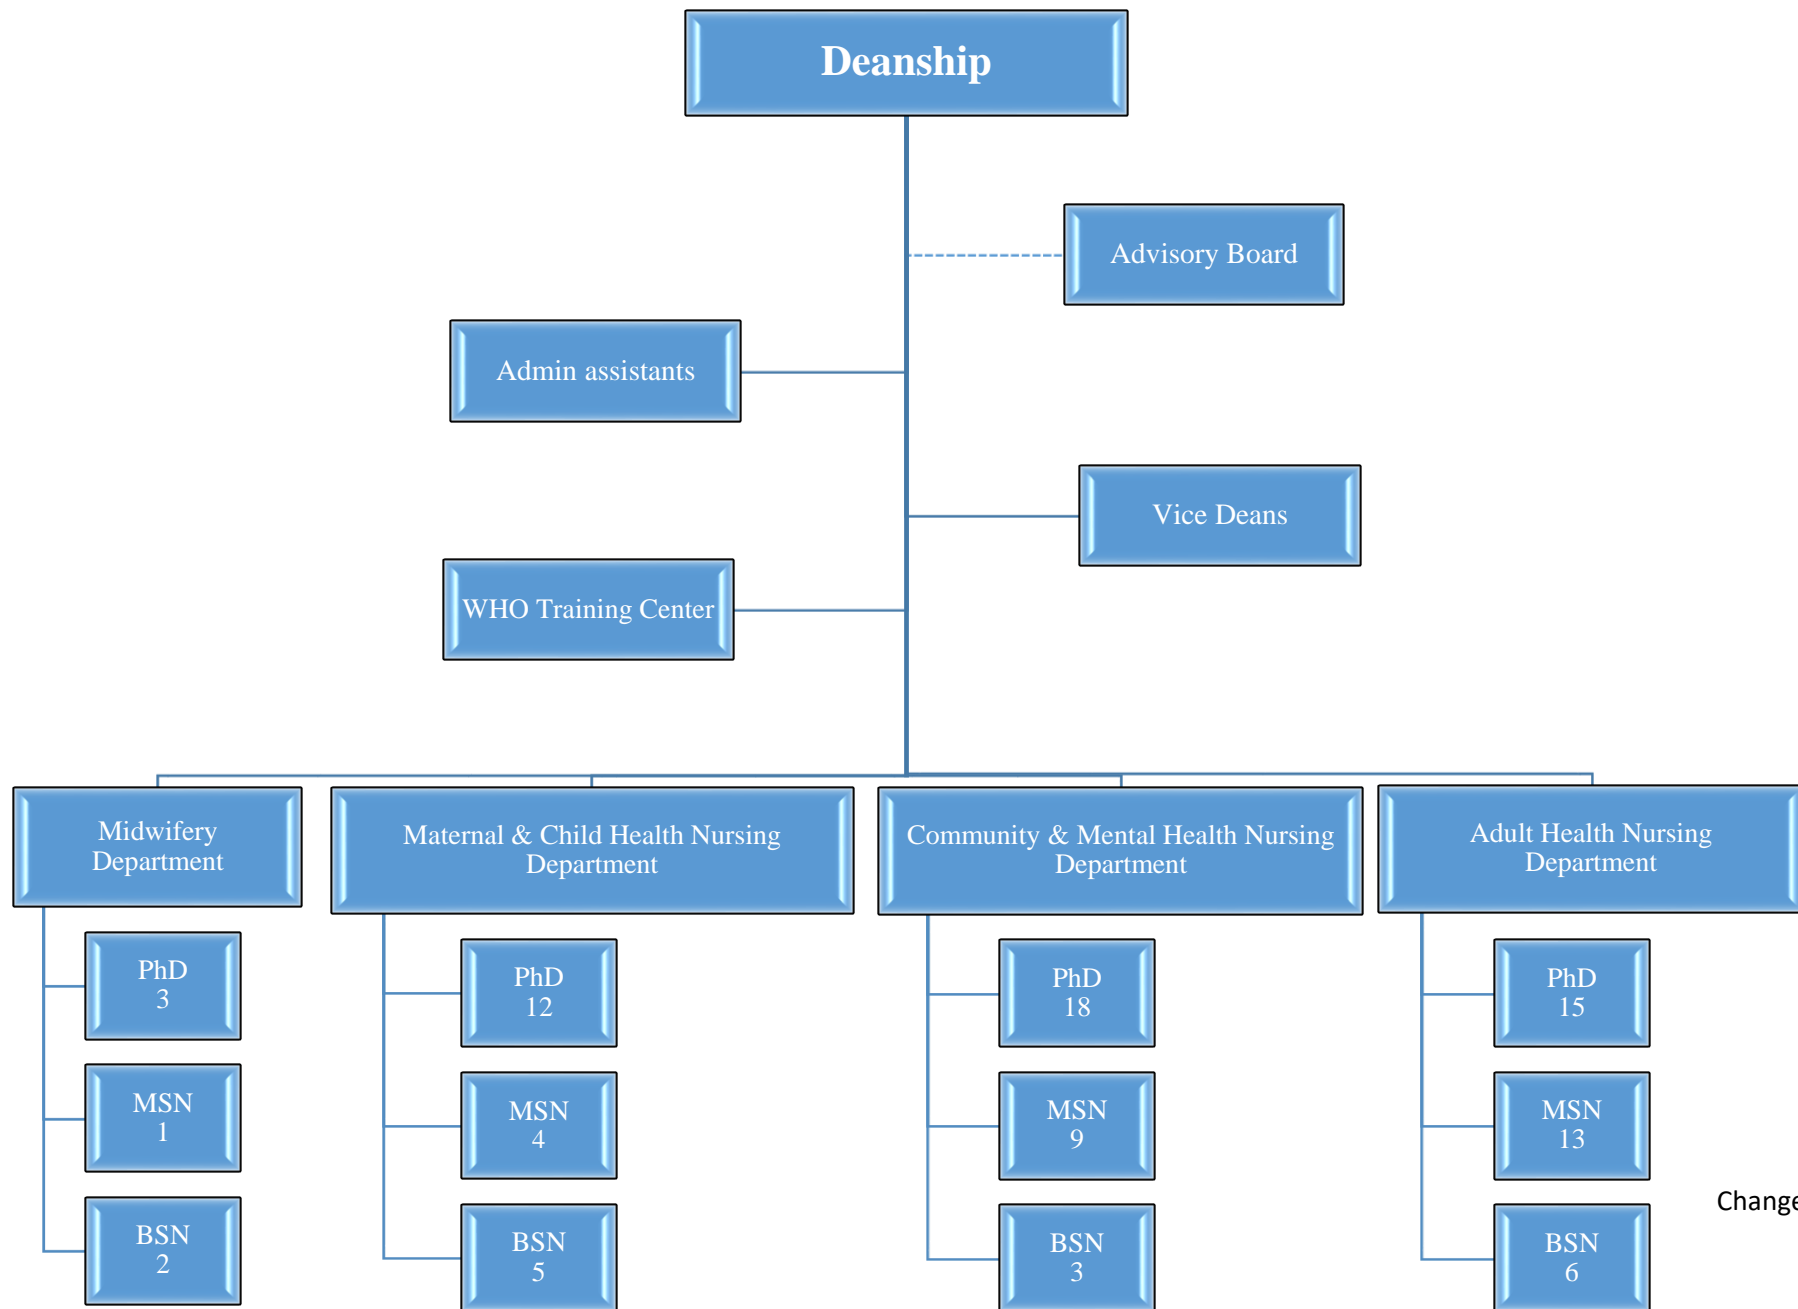 Deanship
Advisory Board
Admin assistants
Vice Deans
WHO Training Center
Midwifery
Department
PhD
3
MSN
1
BSN
2
Maternal & Child Health Nursing
Department
PhD
12
MSN
4
BSN
5
Community & Mental Health Nursing
Department
PhD
18
MSN
9
BSN
3
Adult Health Nursing
Department
PhD
15
MSN
13
BSN
6
Change